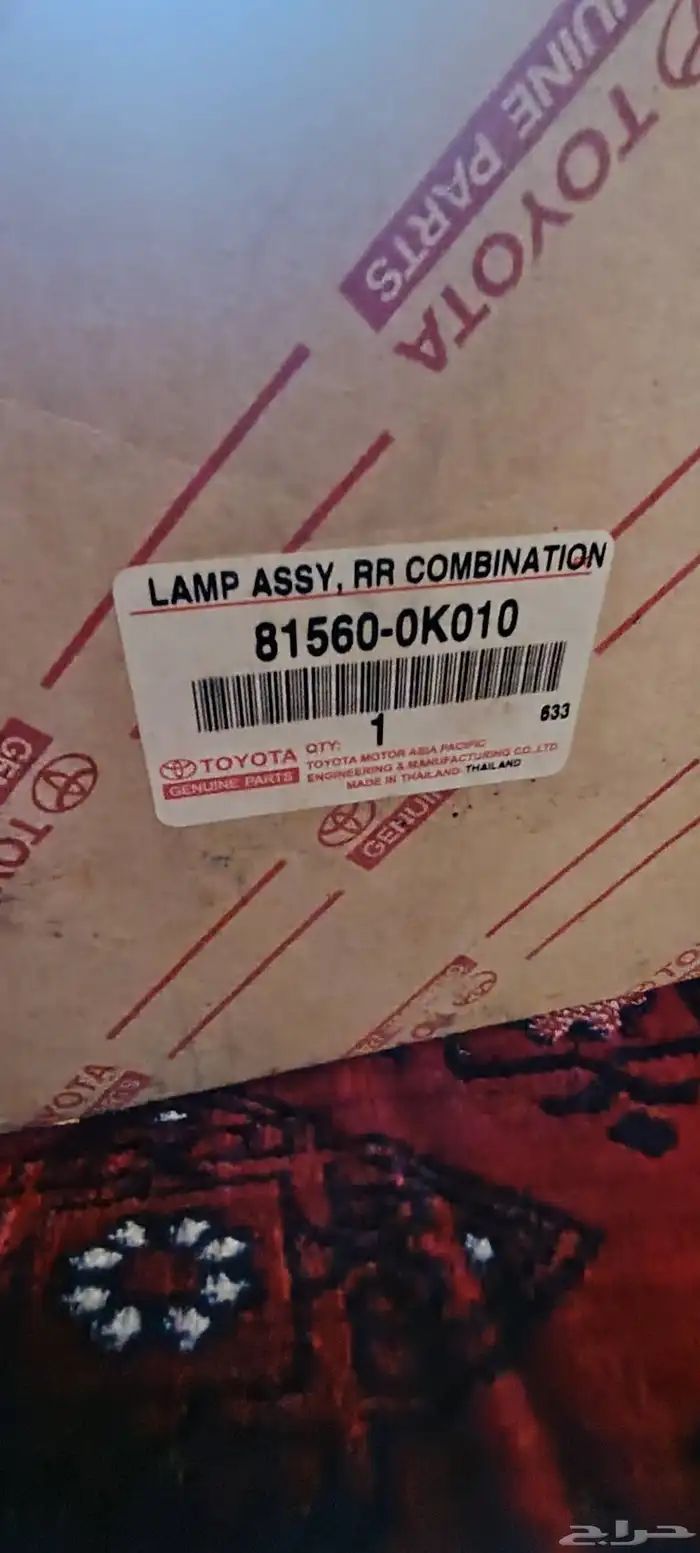 GENUINE PARTS
TOYOTA
LAMP ASSY, RR COMBINATION
81560-0K010
1
633
TOYOTA
GENUINE PARTS
QTY:
TOYOTA MOTOR ASIA PACIFIC
ENGINEERING & MANUFACTURING CO.,LTD.
MADE IN THAILAND THAILAND
GENUIN
TOYOTA
حراج